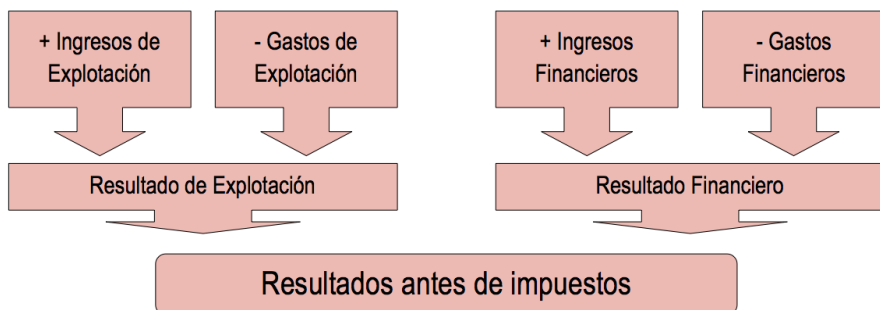 + Ingresos de
Explotación
- Gastos de
Explotación
+ Ingresos
Financieros
- Gastos
Financieros
Resultado de Explotación
Resultado Financiero
Resultados antes de impuestos